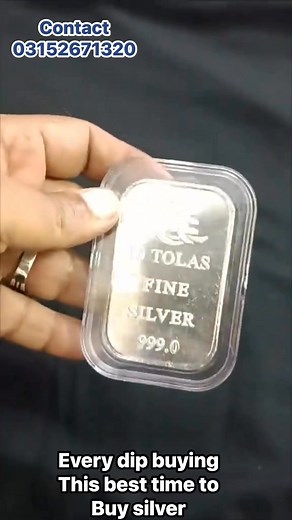 Contact
03152671320
TOLAS
FINE
SILVER
999.0
Every dip buying
This best time to
Buy silver